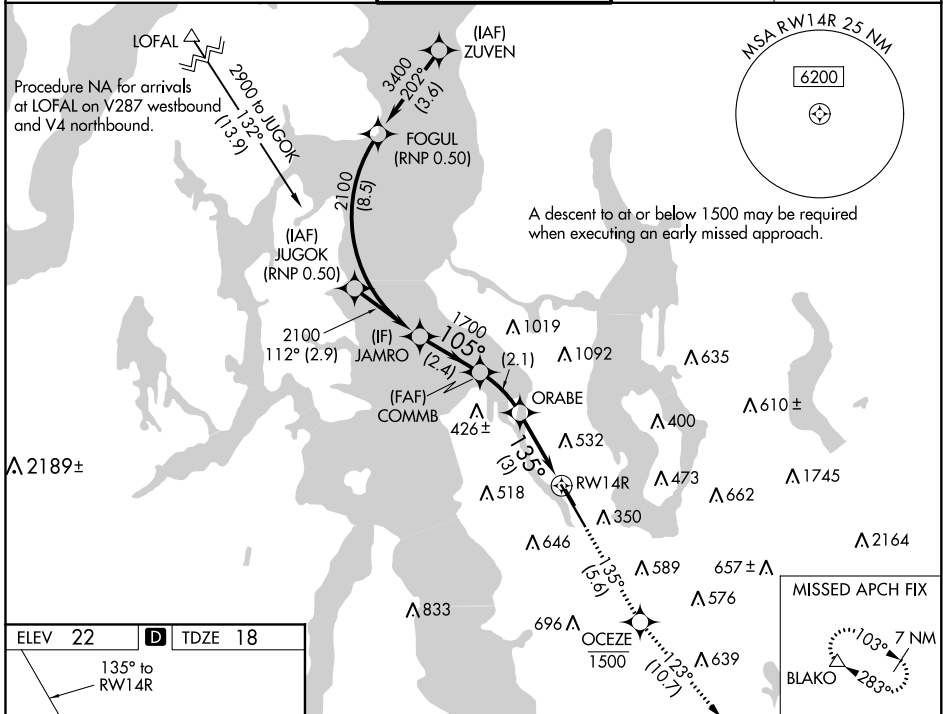 LOFAL
(IAF)
ZUVEN
MSA RW14R 25 NM
6200
Procedure NA for arrivals
at LOFAL on V287 westbound
and V4 northbound.
2900 to JUGOK
132°
(13.9)
3400
202°
(3.6)
FOGUL
(RNP 0.50)
2100
(8.5)
A descent to at or below 1500 may be required
when executing an early missed approach.
(IAF)
JUGOK
(RNP 0.50)
2100
112° (2.9)
(IF)
JAMRO
1700
105°
(2.4)
(2.1)
1019
1092
635
(FAF)
COMMB
ORABE
610 ±
400
426 ±
532
135°
(3)
2189 ±
RW14R
473
1745
518
662
350
646
2164
135°
(5.6)
589
657 ±
576
833
696
OCEZE
1500
639
123°
(10.7)
MISSED APCH FIX
103°
7 NM
BLAKO
283°
ELEV 22
D
TDZE 18
135° to
RW14R